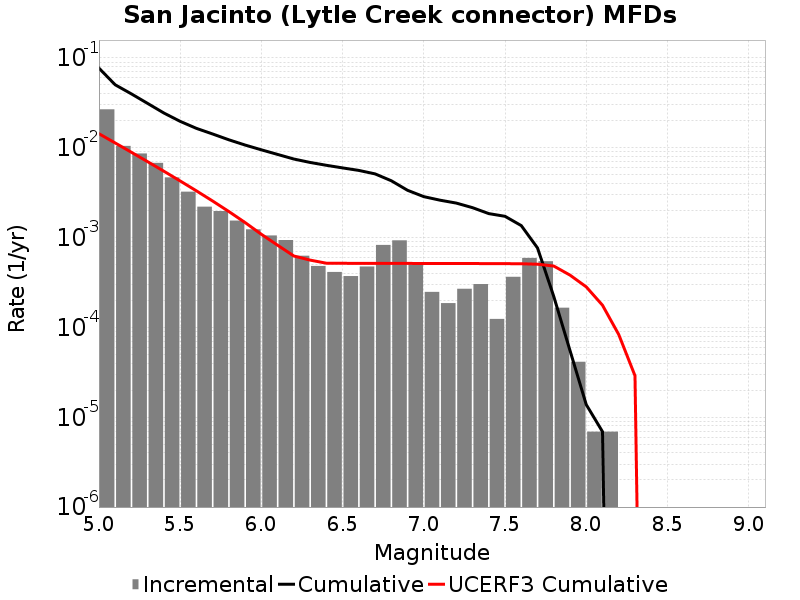 San Jacinto (Lytle Creek connector) MFDs
Rate (1/yr)
10-1
10-2
10-3
10-4
10-5
10-6
5.0 5.5 6.0 6.5 7.0 7.5 8.0 8.5 9.0
Magnitude
Incremental Cumulative UCERF3 Cumulative